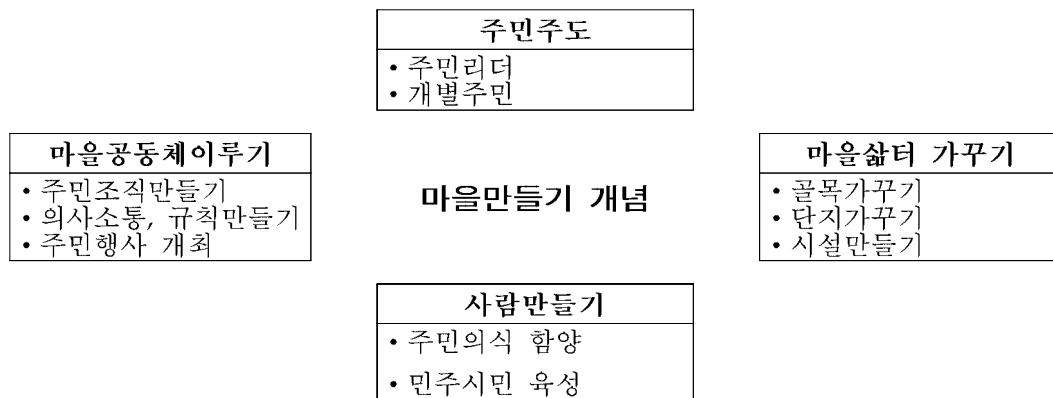 주민주도
• 주민리더
• 개별주민
마을공동체이루기
• 주민조직만들기
• 의사소통, 규칙만들기
• 주민행사 개최
마을만들기 개념
마을삶터 가꾸기
• 골목가꾸기
• 단지가꾸기
• 시설만들기
사람만들기
• 주민의식 함양
• 민주시민 육성